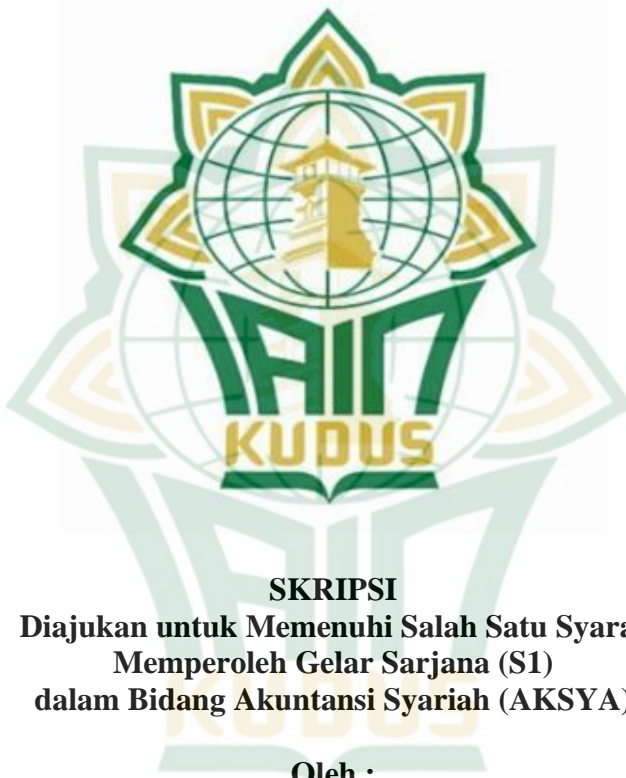 IAIN
KUDUS
SKRIPSI
Diajukan untuk Memenuhi Salah Satu Syara
Memperoleh Gelar Sarjana (S1)
dalam Bidang Akuntansi Syariah (AKSYA)
Oleh :